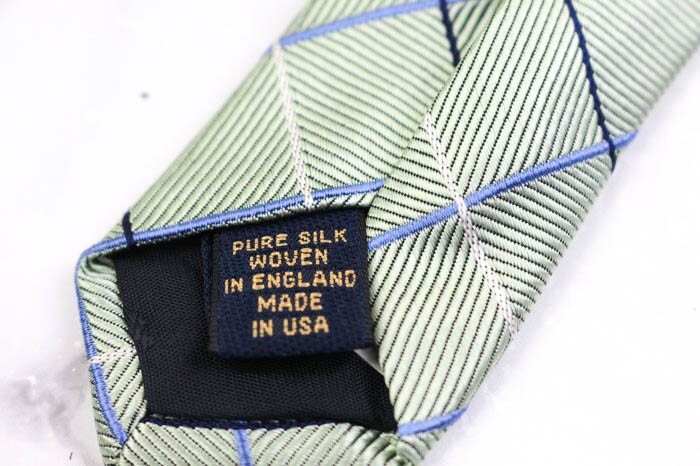 PURE SILK
WOVEN
IN ENGLAND
MADE
IN USA